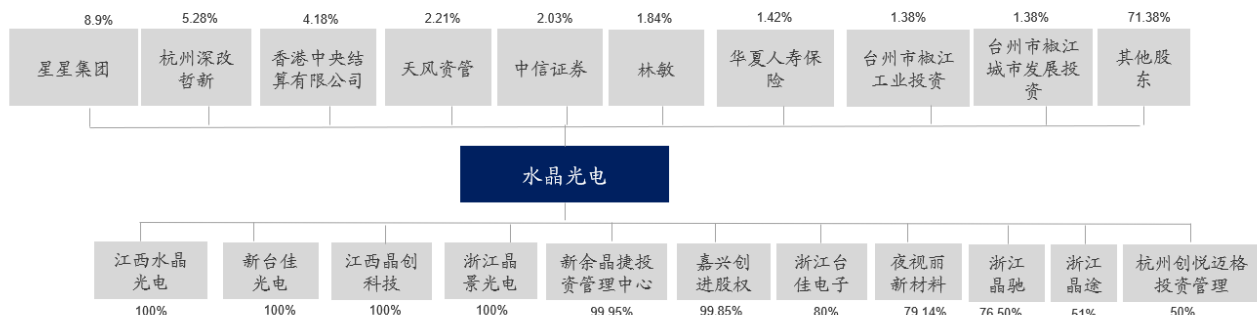 8.9%
5.28%
4.18%
2.21%
2.03%
1.84%
1.42%
1.38%
1.38%
71.38%
星星集团
杭州深改
哲新
香港中央结
算有限公司
天风资管
中信证券
林敏
华夏人寿保
险
台州市椒江
工业投资
台州市椒江
城市发展投
资
其他股
东
水晶光电
江西水晶
光电
新台佳
光电
江西晶创
科技
浙江晶
景光电
新余晶捷投
资管理中心
嘉兴创
进股权
浙江台
佳电子
夜视丽
新材料
浙江
晶驰
浙江
晶途
杭州创悦迈格
投资管理
100%
100%
100%
100%
99.95%
99.85%
80%
79.14%
76.50%
51%
50%